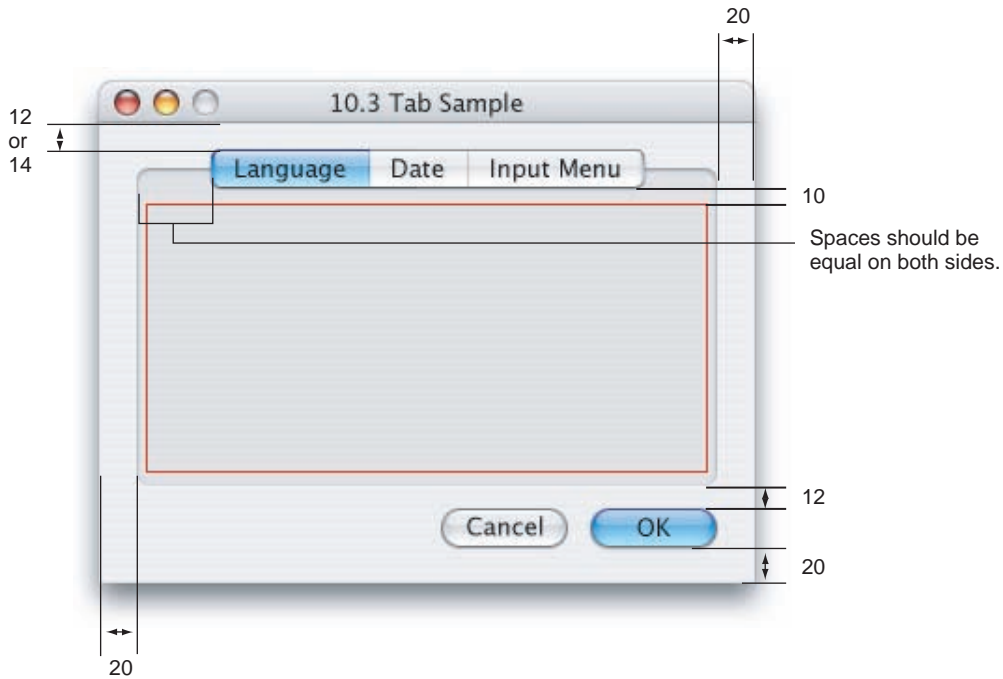 20
10.3 Tab Sample
12
or
14
Language Date Input Menu
10
Spaces should be
equal on both sides.
12
Cancel OK
20
20